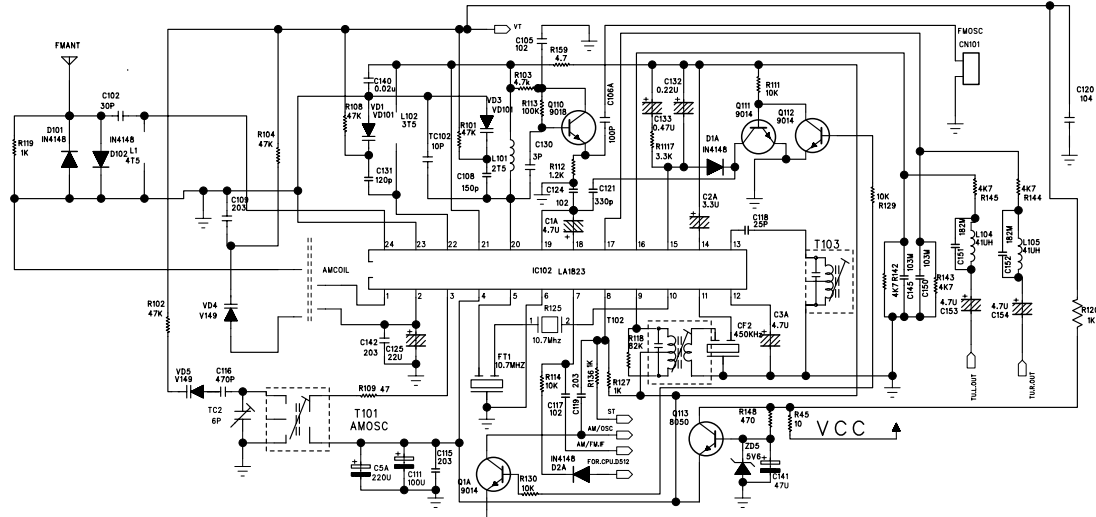 FMANT
C102
30P
D101
IN4148
IN4148
D102
L1
4T5
R119
1K
R104
47K
C109
203
R102
47K
VD4
V149
VD5
V149
C116
470P
TC2
6P
T101
AMOSC
AMCOIL
VT
C105
102
R159
4.7
C140
0.02u
R108
47K
VD1
VD101
L102
3T5
C131
120p
TC102
10P
R101
47K
VD3
VD101
C108
150p
L101
2T5
R103
4.7k
R113
100K
Q110
9018
C130
3P
R112
1.2K
C124
102
C121
330p
C1A
4.7U
C106A
100P
C132
0.22U
C133
0.47U
R1117
3.3K
D1A
IN4148
C2A
3.3U
R111
10K
Q111
9014
Q112
9014
C118
25P
T103
10K
R129
FMOSC
CN101
C120
104
4K7
R145
4K7
R144
182M
C151
L104
41UH
182M
C152
L105
41UH
4.7U
C153
4.7U
C154
4K7
R142
C145
103M
103M
C150
R143
4K7
TU.L.OUT
TU.R.OUT
24 23 22 21 20 19 18 17 16 15 14 13
IC102 LA1823
1 2 3 4 5 6 7 8 9 10 11 12
C142
203
C125
22U
R109 47
FT1
10.7MHZ
R125
1 2
10.7Mhz
T102
R118
82K
CF2
450KHz
C3A
4.7U
R114
10K
C117
102
C119
203
R136 1K
R127
1K
ST
AM/OSC
AM/FM.IF
FOR.CPU.D512
IN4148
D2A
R130
10K
Q1A
9014
C5A
220U
C111
100U
C115
203
Q113
8050
R148
470
R45
10
VCC
ZD5
5V6
C141
47U
1K